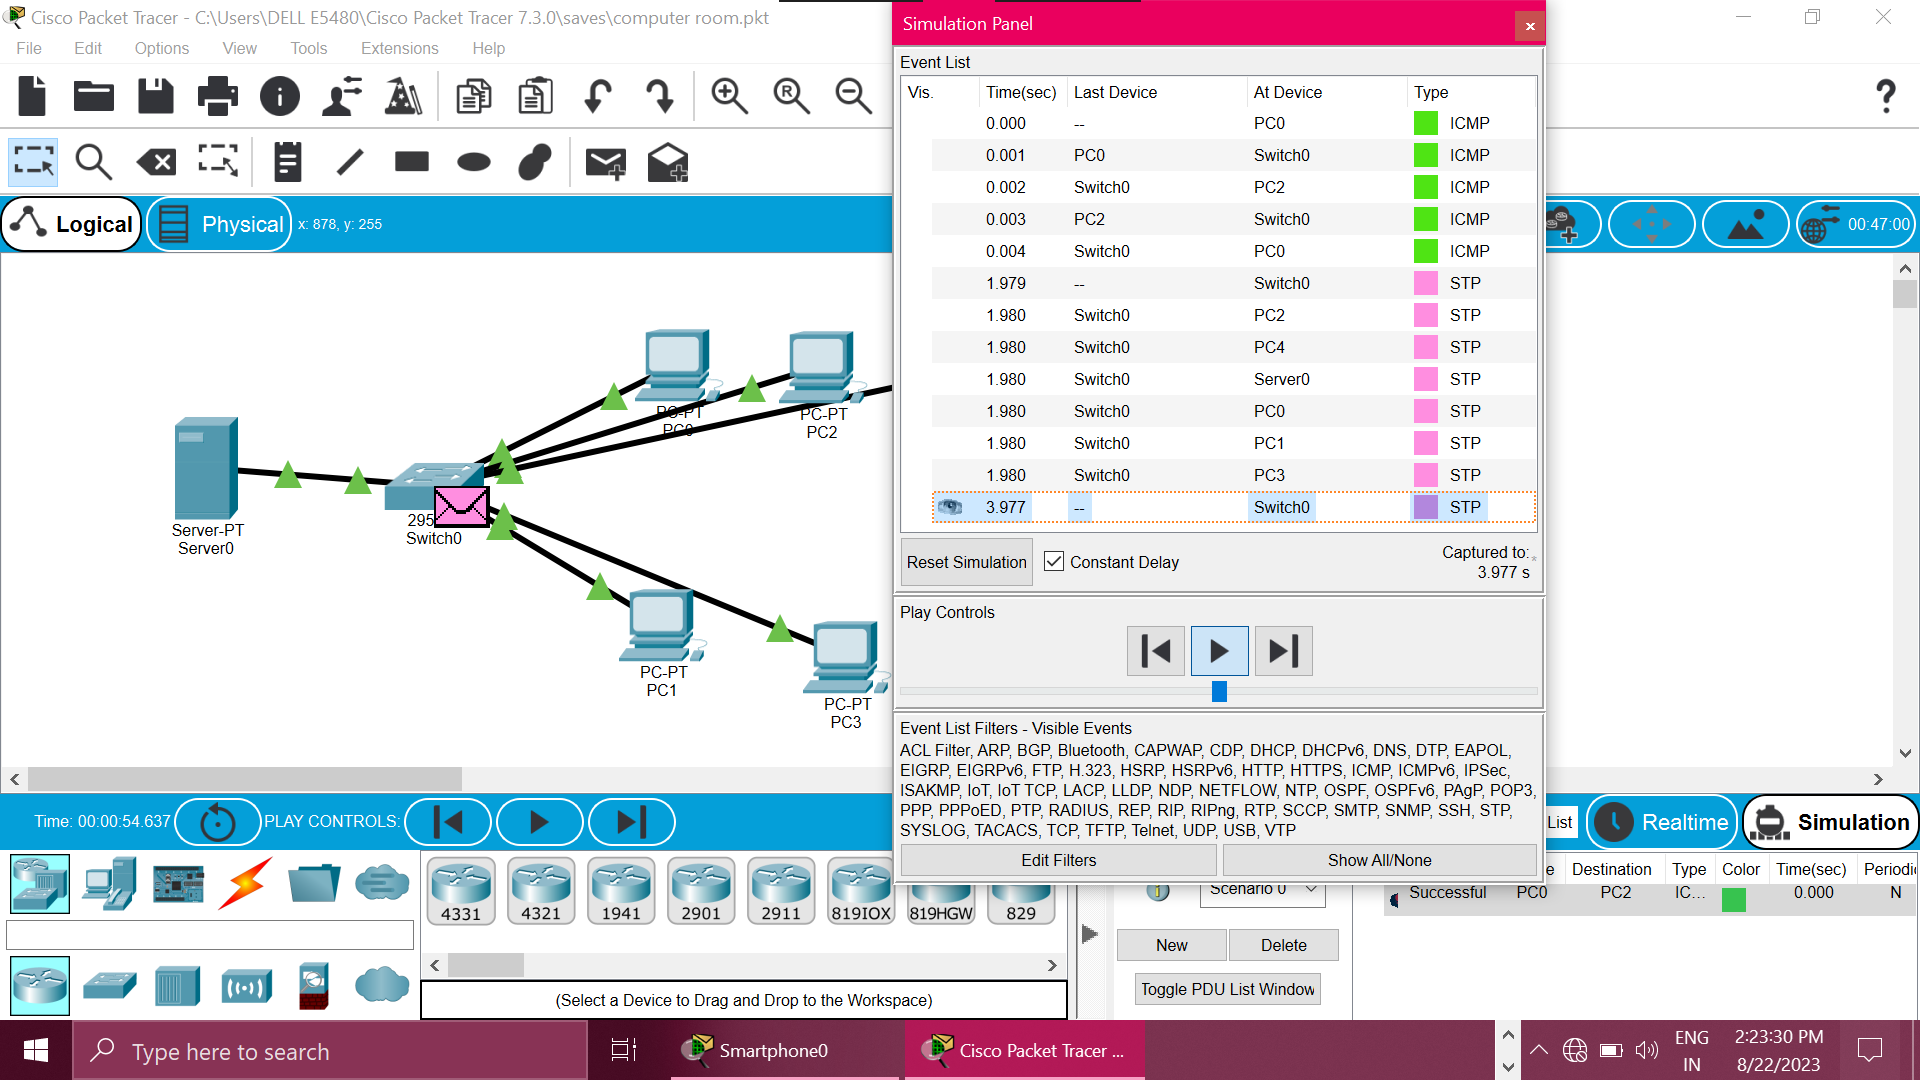 Cisco Packet Tracer - C:\Users\DELL E5480\Cisco Packet Tracer 7.3.0\saves\computer room.pkt
File Edit Options View Tools Extensions Help
Logical
Physical
x: 878, y: 255
00:47:00
PC-PT
PC0
PC-PT
PC2
Server-PT
Server0
295
Switch0
PC-PT
PC1
PC-PT
PC3
Simulation Panel
Event List
Vis. Time(sec) Last Device At Device Type
0.000 -- PC0 ICMP
0.001 PC0 Switch0 ICMP
0.002 Switch0 PC2 ICMP
0.003 PC2 Switch0 ICMP
0.004 Switch0 PC0 ICMP
1.979 -- Switch0 STP
1.980 Switch0 PC2 STP
1.980 Switch0 PC4 STP
1.980 Switch0 Server0 STP
1.980 Switch0 PC0 STP
1.980 Switch0 PC1 STP
1.980 Switch0 PC3 STP
3.977 -- Switch0 STP
Reset Simulation
Constant Delay
Captured to:
3.977 s
Play Controls
Event List Filters - Visible Events
ACL Filter, ARP, BGP, Bluetooth, CAPWAP, CDP, DHCP, DHCPv6, DNS, DTP, EAPOL,
EIGRP, EIGRPv6, FTP, H.323, HSRP, HSRPv6, HTTP, HTTPS, ICMP, ICMPv6, IPSec,
ISAKMP, IoT, IoT TCP, LACP, LLDP, NDP, NETFLOW, NTP, OSPF, OSPFv6, PAgP, POP3,
PPP, PPPoED, PTP, RADIUS, REP, RIP, RIPng, RTP, SCCP, SMTP, SNMP, SSH, STP,
SYSLOG, TACACS, TCP, TFTP, Telnet, UDP, USB, VTP
Edit Filters
Show All/None
Time: 00:00:54.637
PLAY CONTROLS:
List
Realtime
Simulation
4331 4321 1941 2901 2911 819IOX 819HGW 829
(Select a Device to Drag and Drop to the Workspace)
Scenario 0
New
Delete
Toggle PDU List Window
e Destination Type Color Time(sec) Periodi
Successful PC0 PC2 IC... 0.000 N
Type here to search
Smartphone0
Cisco Packet Tracer ...
ENG
IN
2:23:30 PM
8/22/2023